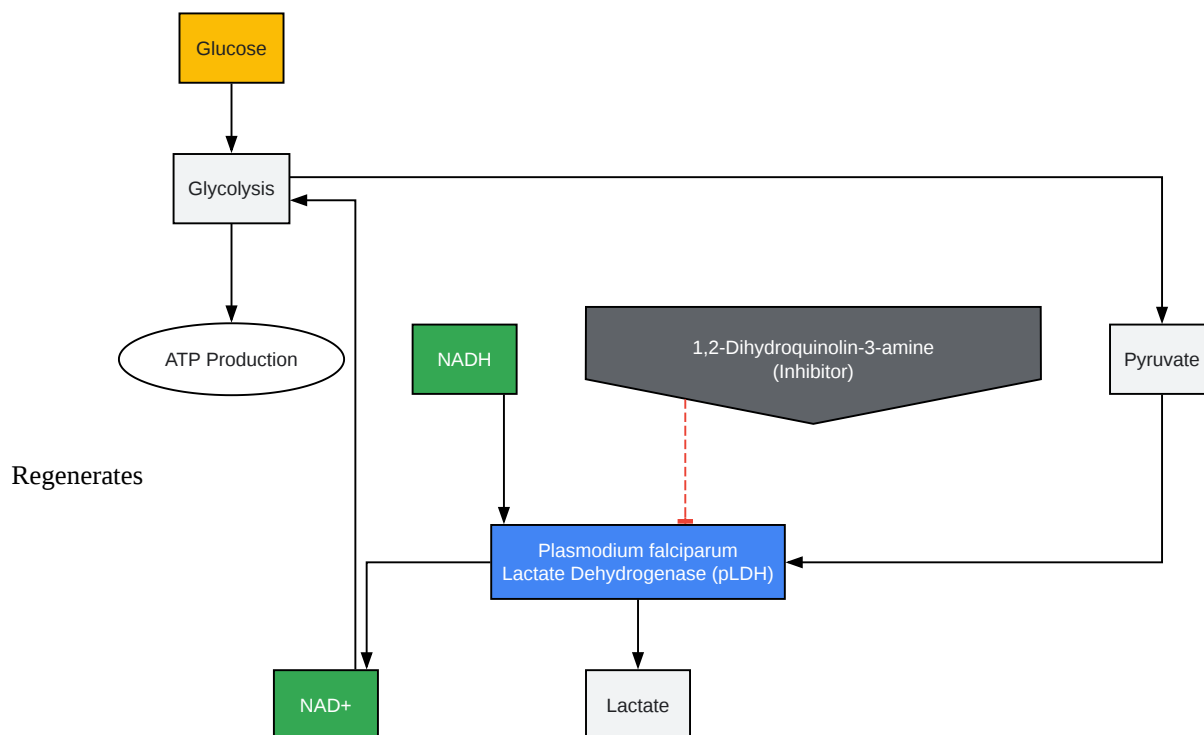 Glucose
Glycolysis
ATP Production
NADH
1,2-Dihydroquinolin-3-amine
(Inhibitor)
Pyruvate
Regenerates
Plasmodium falciparum
Lactate Dehydrogenase (pLDH)
NAD+
Lactate